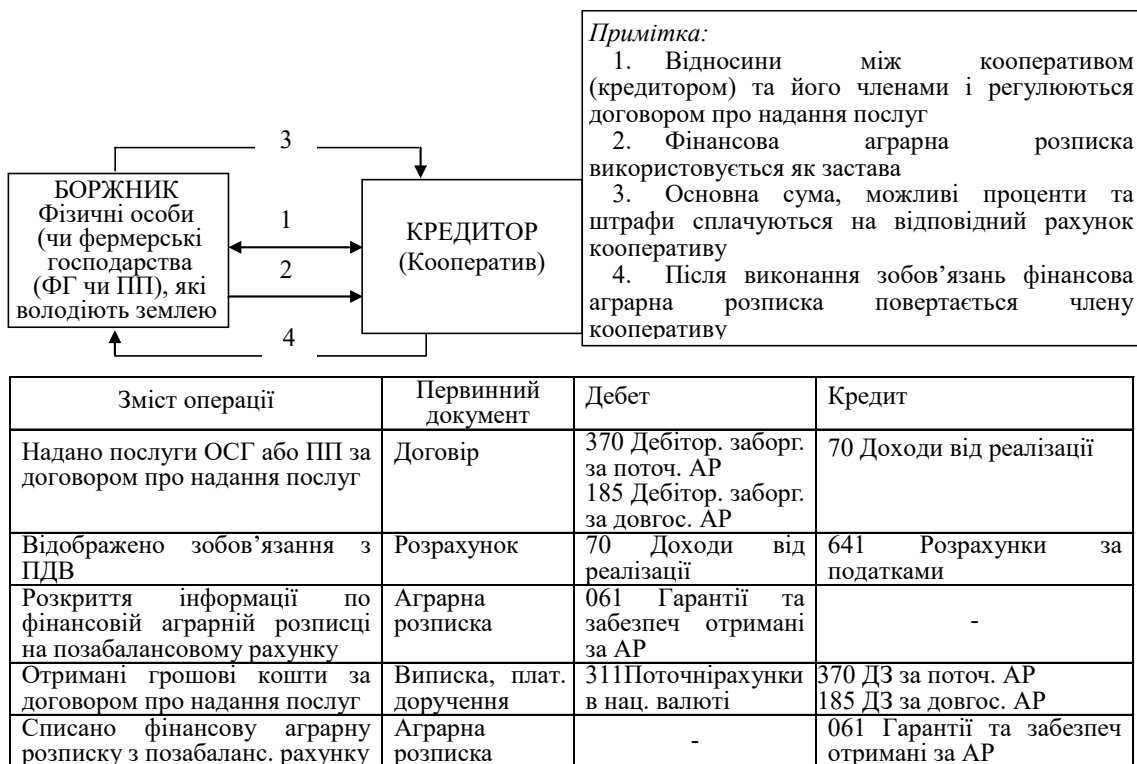 3
БОРЖНИК
Фізичні особи
(чи фермерські
господарства
(ФГ чи ПП), які
володіють землею
1
2
КРЕДИТОР
(Кооператив)
4
Примітка:
1. Відносини між кооперативом
(кредитором) та його членами і регулюються
договором про надання послуг
2. Фінансова аграрна розписка
використовується як застава
3. Основна сума, можливі проценти та
штрафи сплачуються на відповідний рахунок
кооперативу
4. Після виконання зобов’язань фінансова
аграрна розписка повертається члену
кооперативу
Зміст операції
Первинний
документ
Дебет
Кредит
Надано послуги ОСГ або ПП за
договором про надання послуг
Договір
370 Дебітор. заборг.
за поточ. АР
185 Дебітор. заборг.
за довгос. АР
70 Доходи від реалізації
Відображено зобов’язання з
ПДВ
Розрахунок
70 Доходи від
реалізації
641 Розрахунки за
податками
Розкриття інформації по
фінансовій аграрній розписці
на позабалансовому рахунку
Аграрна
розписка
061 Гарантії та
забезпеч отримані
за АР
-
Отримані грошові кошти за
договором про надання послуг
Виписка, плат.
доручення
311Поточнірахунки
в нац. валюті
370 ДЗ за поточ. АР
185 ДЗ за довгос. АР
Списано фінансову аграрну
розписку з позабаланс. рахунку
Аграрна
розписка
-
061 Гарантії та забезпеч
отримані за АР